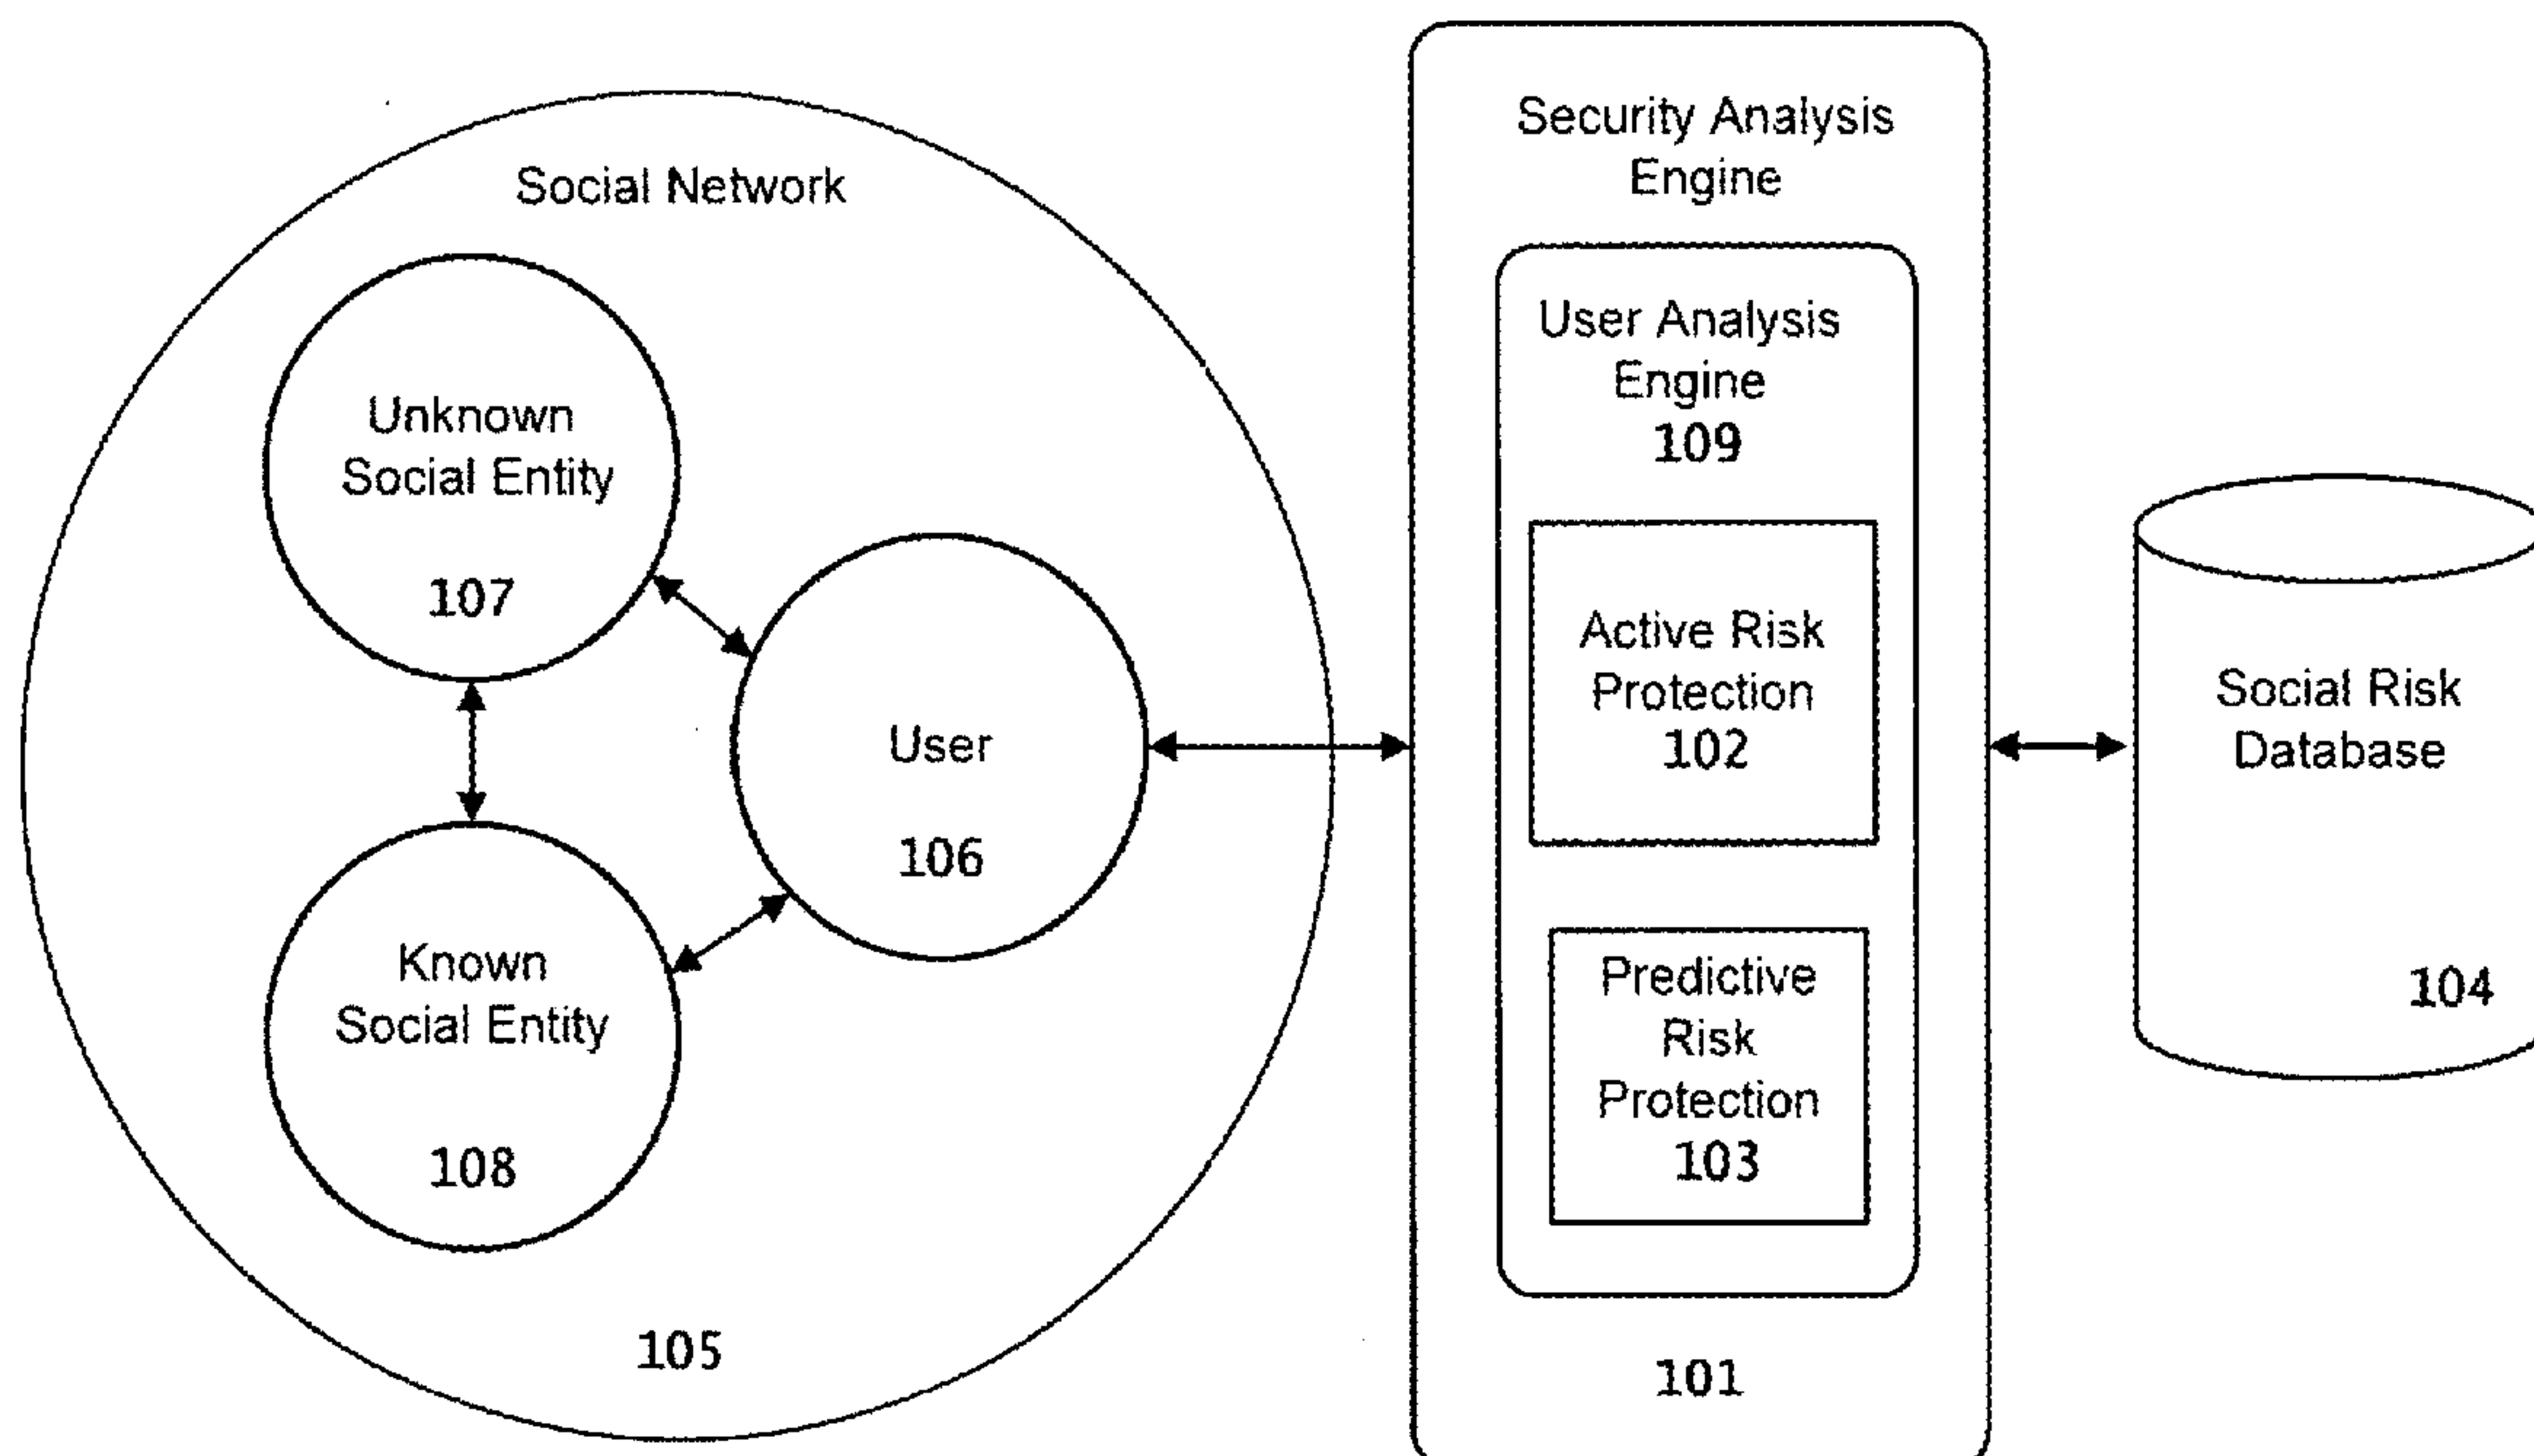 Social Network
Unknown
Social Entity
107
User
106
Known
Social Entity
108
105
Security Analysis
Engine
User Analysis
Engine
109
Active Risk
Protection
102
Predictive
Risk
Protection
103
101
Social Risk
Database
104